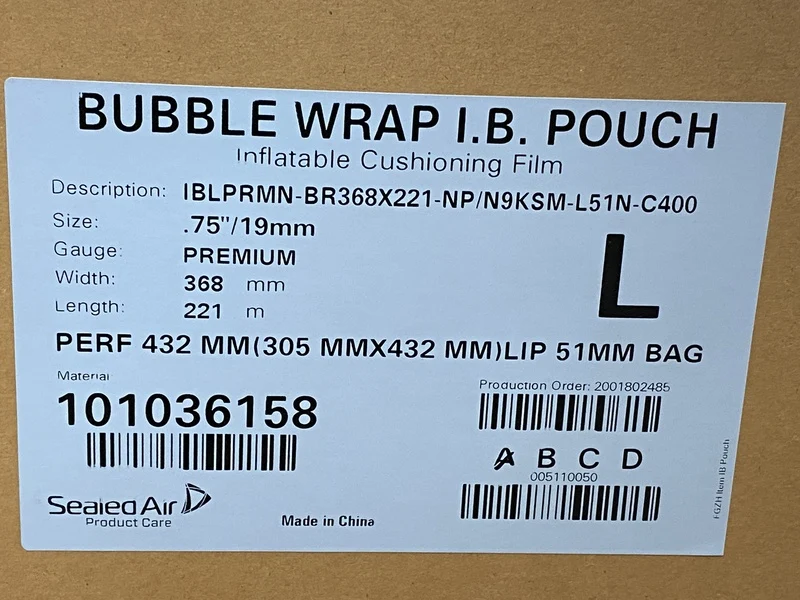 BUBBLE WRAP I.B. POUCH
Inflatable Cushioning Film
Description: IBLPRMN-BR368X221-NP/N9KSM-L51N-C400
Size: .75"/19mm
Gauge: PREMIUM
L
Width: 368 mm
Length: 221 m
PERF 432 MM(305 MMX432 MM)LIP 51MM BAG
Material
101036158
Production Order: 2001802485
A B C D
005110050
Sealed Air
Product Care
Made in China
FGZH Item IB Pouch